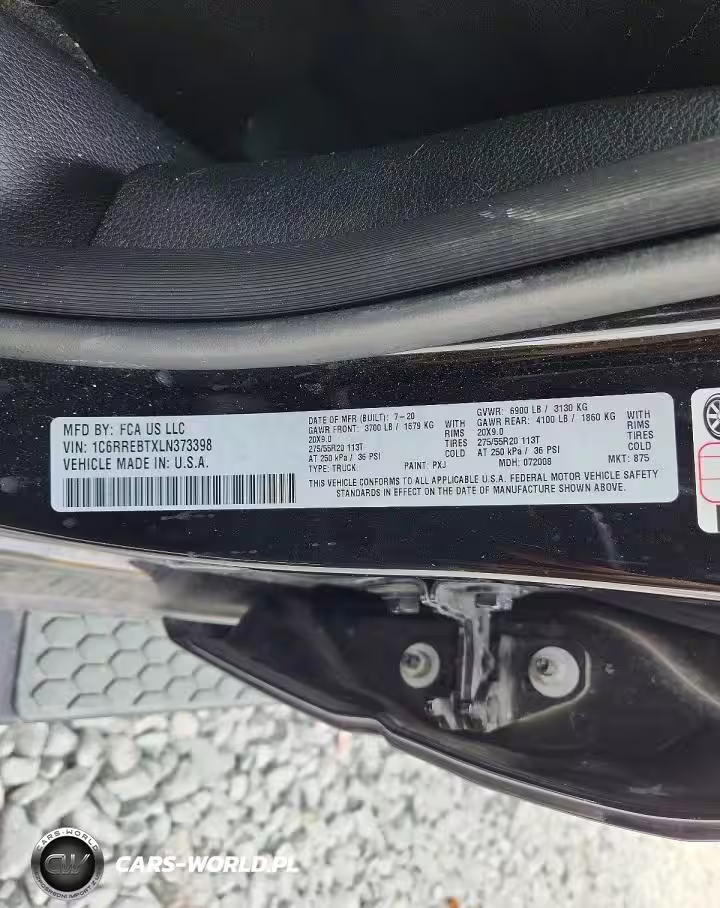 MFD BY: FCA US LLC
VIN: 1C6RREBTXLN373398
VEHICLE MADE IN: U.S.A.
DATE OF MFR (BUILT): 7-20
GAWR FRONT: 3700 LB / 1679 KG WITH
20X9.0 RIMS
275/55R20 113T TIRES
AT 250 kPa / 36 PSI COLD
TYPE: TRUCK PAINT: PXJ
GVWR: 6900 LB / 3130 KG
GAWR REAR: 4100 LB / 1860 KG WITH
20X9.0 RIMS
275/55R20 113T TIRES
AT 250 kPa / 36 PSI COLD
MDH: 072008 MKT: 875
THIS VEHICLE CONFORMS TO ALL APPLICABLE U.S.A. FEDERAL MOTOR VEHICLE SAFETY
STANDARDS IN EFFECT ON THE DATE OF MANUFACTURE SHOWN ABOVE.
CARS-WORLD
CW
CARS-WORLD.PL